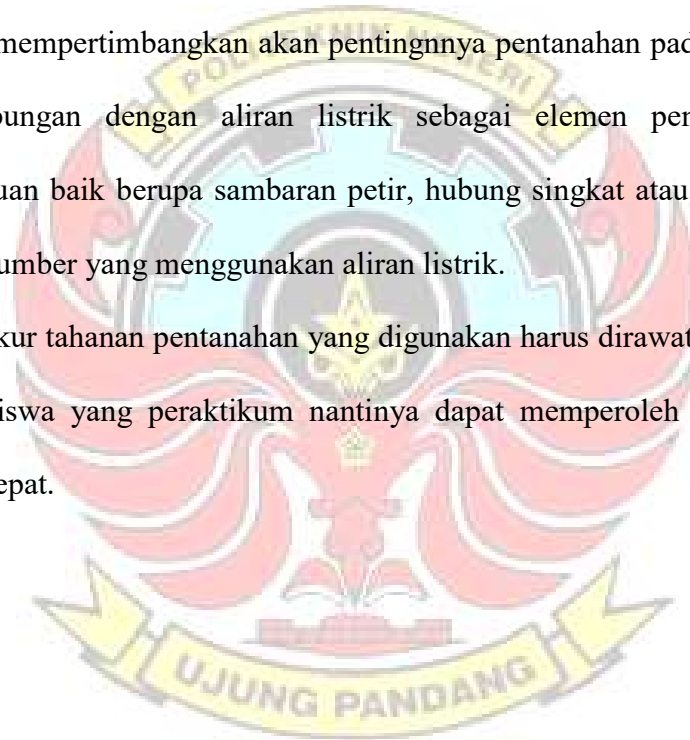 POLITEKNIK NEGERI
mempertimbangkan akan pentingnnya pentanahan pad
bungan dengan aliran listrik sebagai elemen per
uan baik berupa sambaran petir, hubung singkat atau
umber yang menggunakan aliran listrik.
kur tahanan pentanahan yang digunakan harus dirawat
iswa yang peraktikum nantinya dapat memperoleh
epat.
UJUNG PANDANG